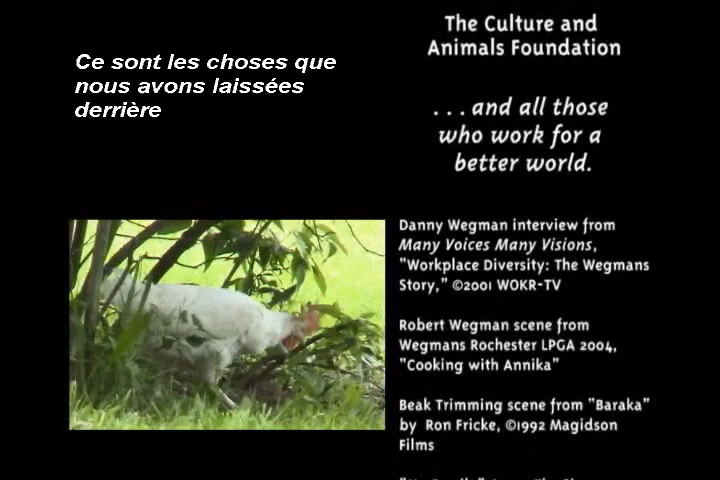 Ce sont les choses que
nous avons laissées
derrière
The Culture and
Animals Foundation
. . . and all those
who work for a
better world.
Danny Wegman interview from
Many Voices Many Visions,
"Workplace Diversity: The Wegmans
Story," ©2001 WOKR-TV
Robert Wegman scene from
Wegmans Rochester LPGA 2004,
"Cooking with Annika"
Beak Trimming scene from "Baraka"
by Ron Fricke, ©1992 Magidson
Films